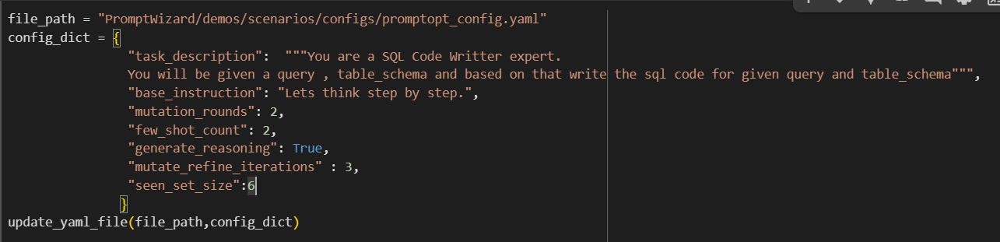 file_path = "PromptWizard/demos/scenarios/configs/promptopt_config.yaml"
config_dict = {
"task_description":  """You are a SQL Code Writter expert.
You will be given a query , table_schema and based on that write the sql code for given query and table_schema""",
"base_instruction": "Lets think step by step.",
"mutation_rounds": 2,
"few_shot_count": 2,
"generate_reasoning": True,
"mutate_refine_iterations" : 3,
"seen_set_size":6
}
update_yaml_file(file_path,config_dict)